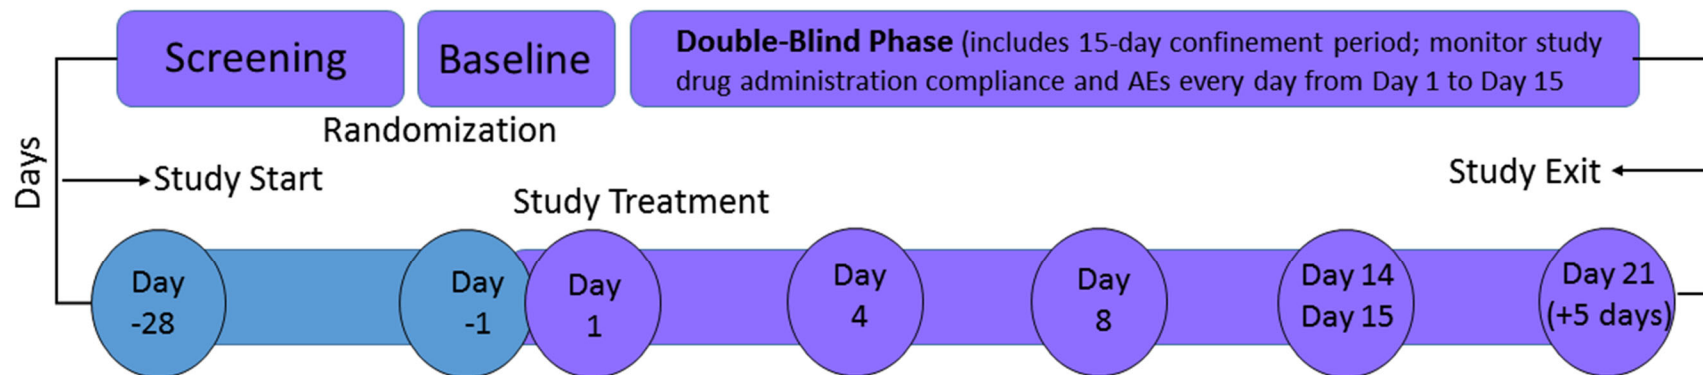 Screening
Baseline
Double-Blind Phase (includes 15-day confinement period; monitor study
drug administration compliance and AEs every day from Day 1 to Day 15
Randomization
Days
Study Start
Study Exit
Study Treatment
Day
-28
Day
-1
Day
1
Day
4
Day
8
Day 14
Day 15
Day 21
(+5 days)